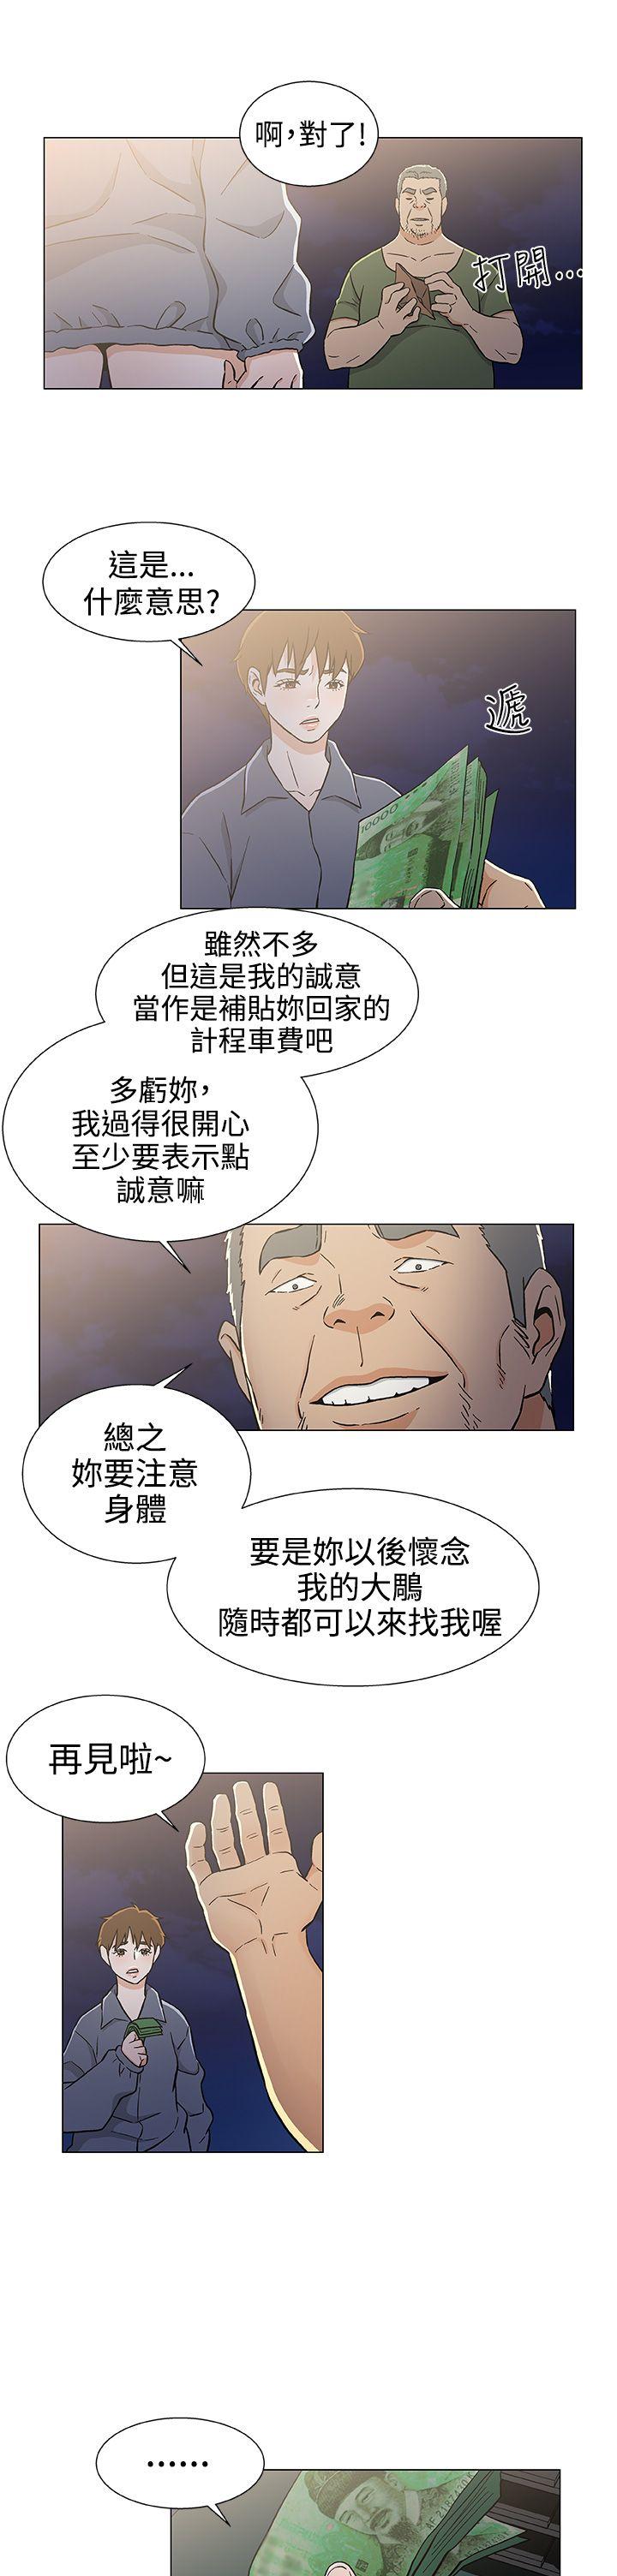 啊，對了!
打開...
這是...
什麼意思?
遞
10000
雖然不多
但這是我的誠意
當作是補貼妳回家的
計程車費吧
多虧妳，
我過得很開心
至少要表示點
誠意嘛
總之
妳要注意
身體
要是妳以後懷念
我的大鵰
隨時都可以來找我喔
再見啦~
......